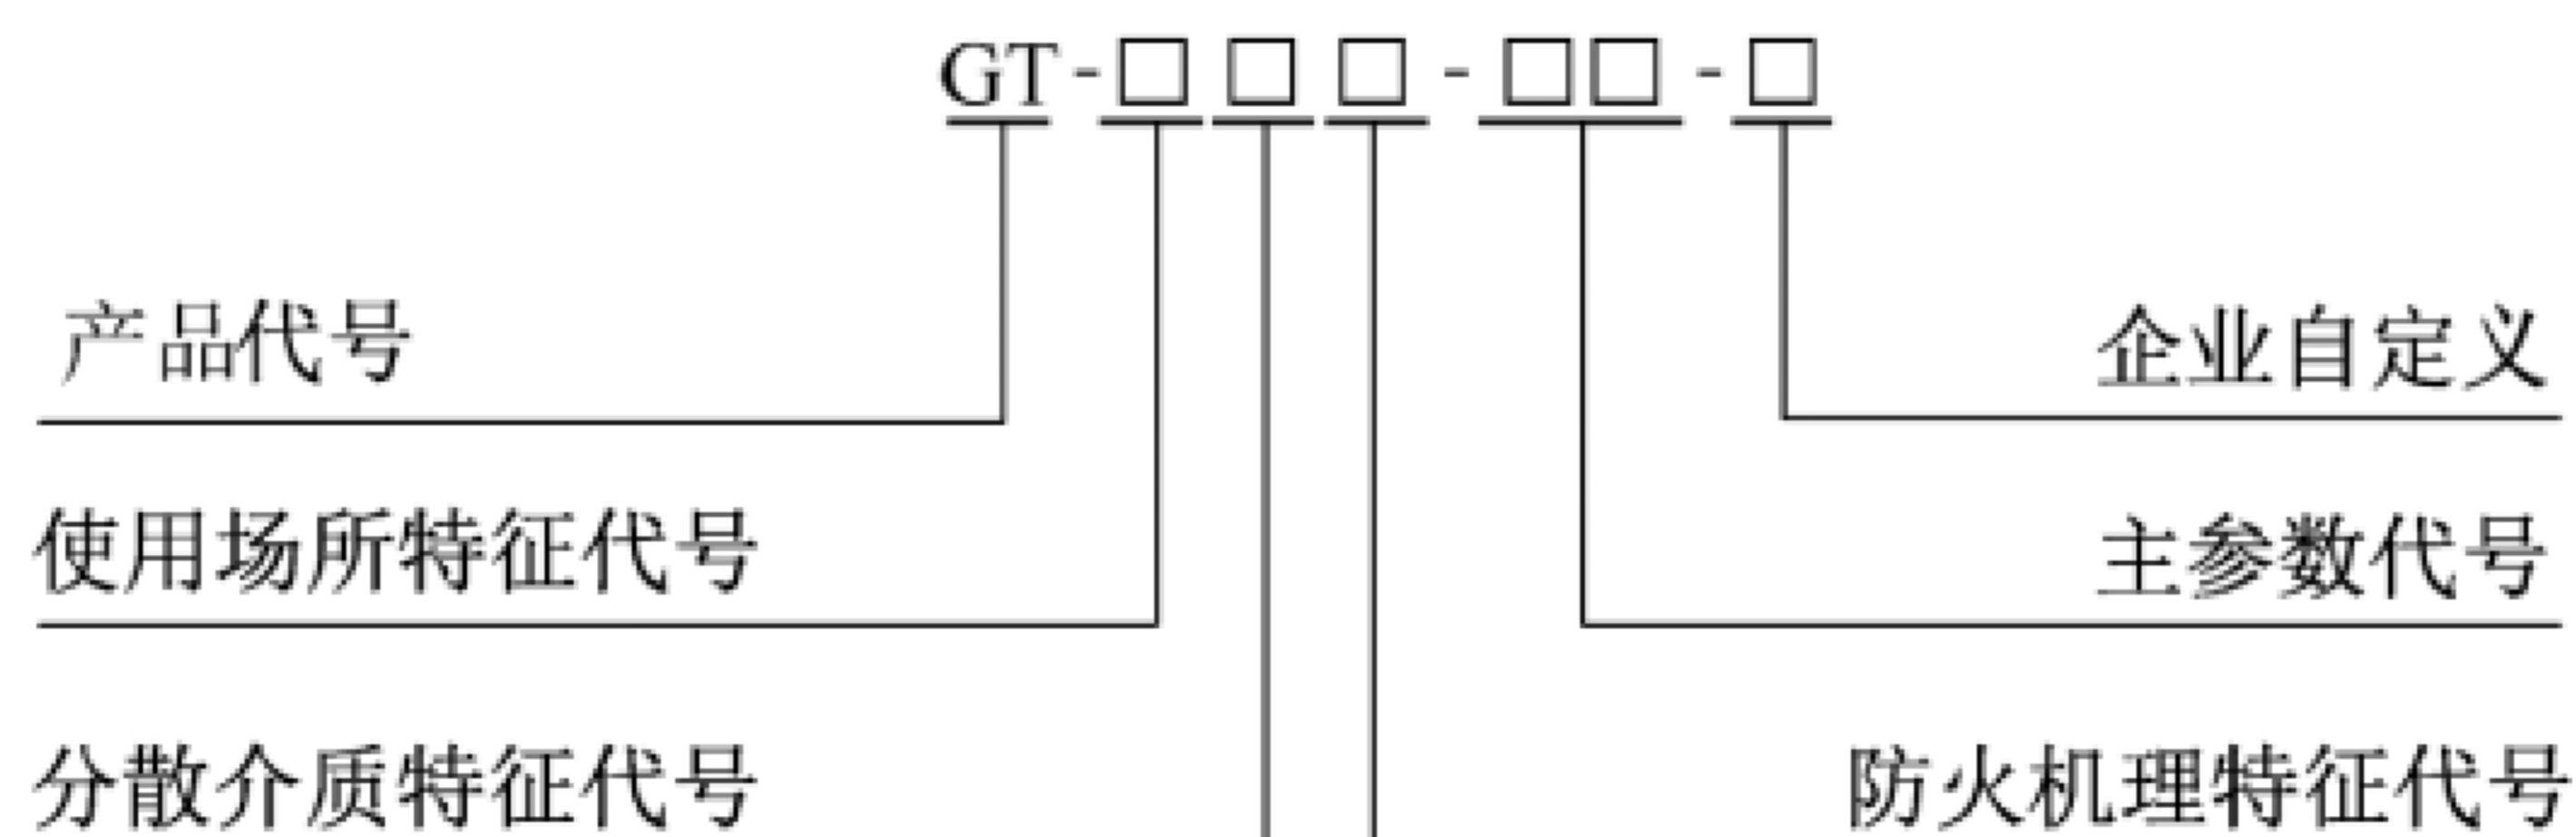 GT-□□□-□□-□
产品代号 企业自定义
使用场所特征代号 主参数代号
分散介质特征代号 防火机理特征代号